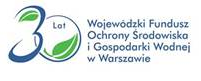 30 Lat
Wojewódzki Fundusz
Ochrony Środowiska
i Gospodarki Wodnej
w Warszawie